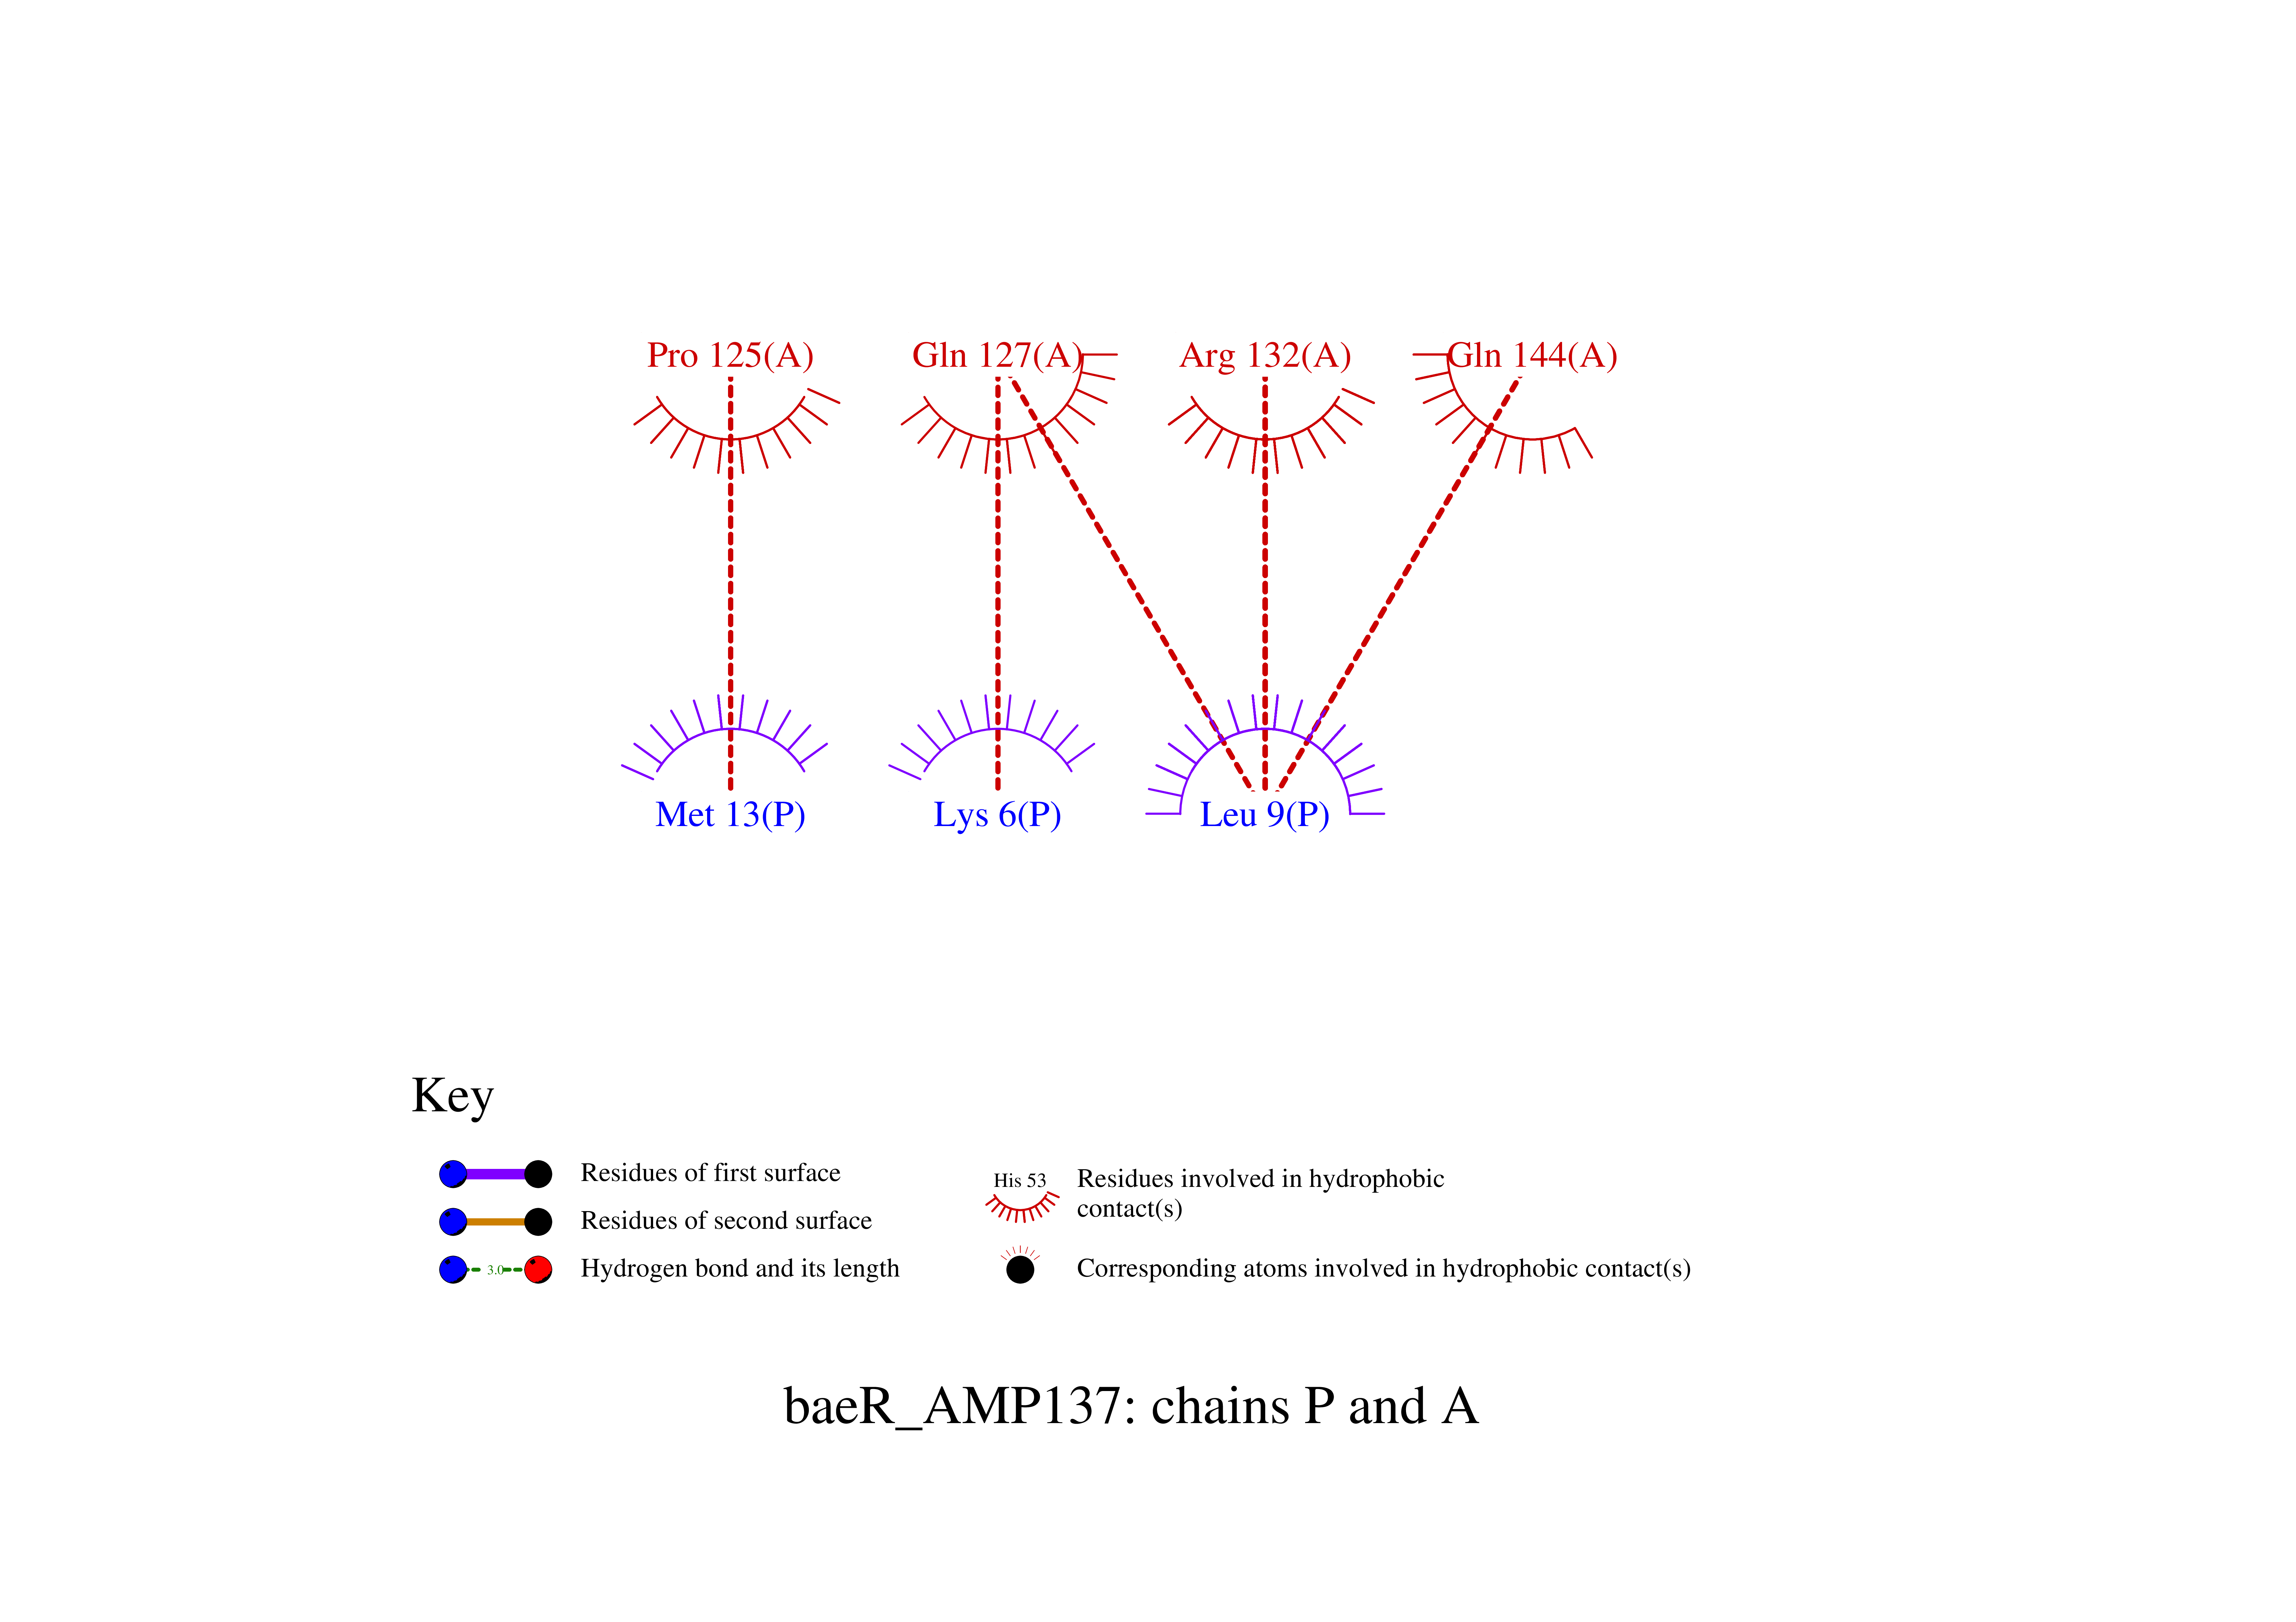 Pro 125(A) Gln 127(A) Arg 132(A) Gln 144(A)
Met 13(P) Lys 6(P) Leu 9(P)
Key
Residues of first surface
Residues of second surface
3.0 Hydrogen bond and its length
His 53 Residues involved in hydrophobic
contact(s)
Corresponding atoms involved in hydrophobic contact(s)
baeR_AMP137: chains P and A